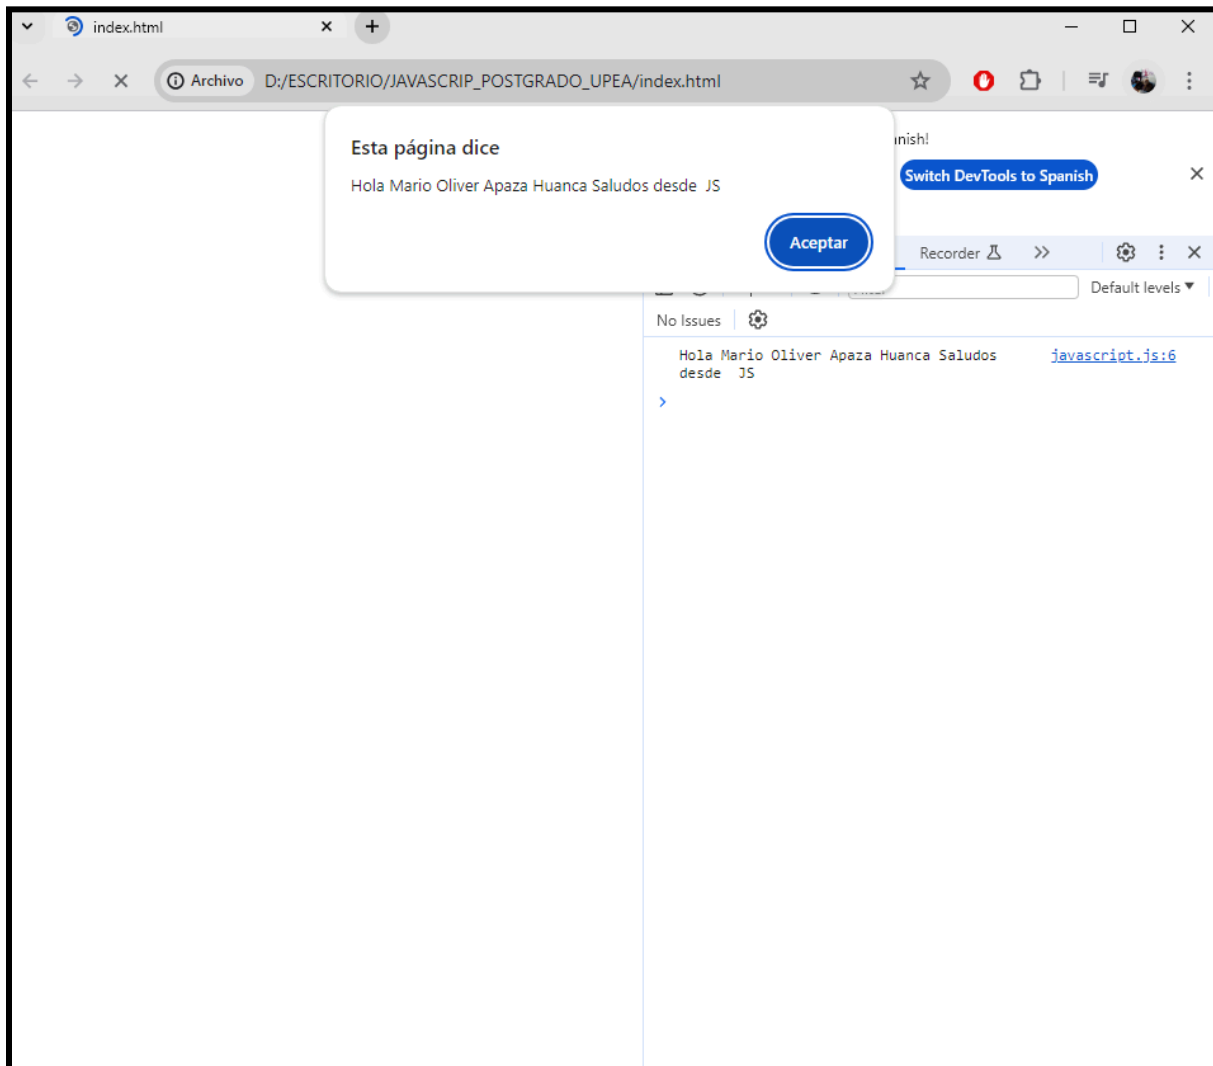 index.html
Archivo D:/ESCRITORIO/JAVASCRIP_POSTGRADO_UPEA/index.html
Esta página dice
Hola Mario Oliver Apaza Huanca Saludos desde  JS
Aceptar
Switch DevTools to Spanish
Recorder
Default levels
No Issues
Hola Mario Oliver Apaza Huanca Saludos javascript.js:6
desde  JS